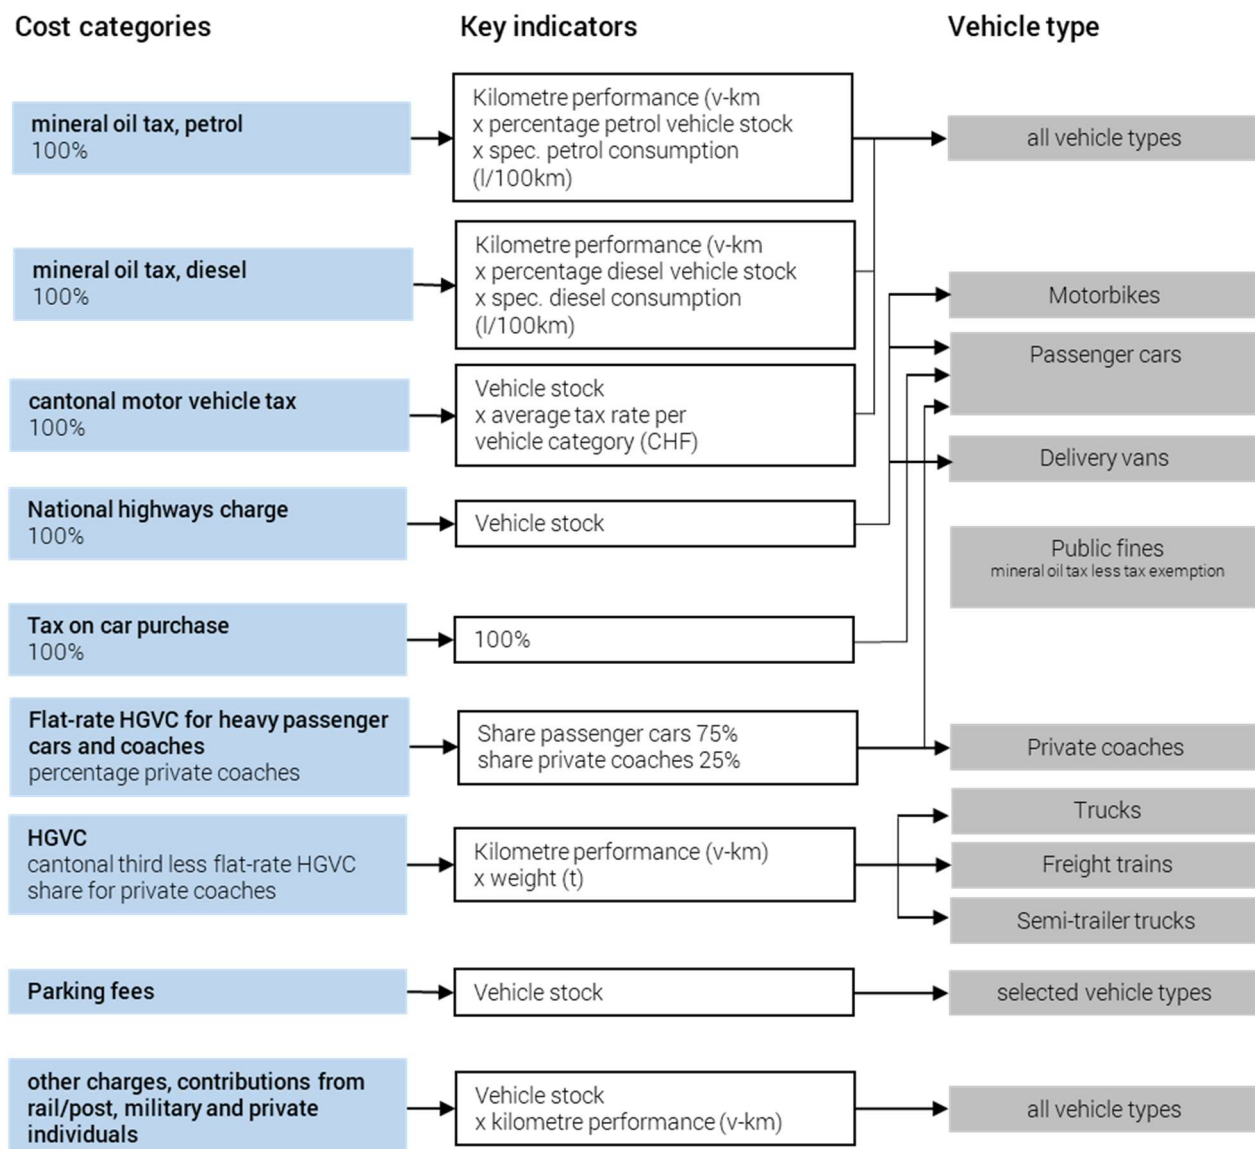 Cost categories
Key indicators
Vehicle type
mineral oil tax, petrol
100%
Kilometre performance (v-km
x percentage petrol vehicle stock
x spec. petrol consumption
(l/100km)
all vehicle types
mineral oil tax, diesel
100%
Kilometre performance (v-km
x percentage diesel vehicle stock
x spec. diesel consumption
(l/100km)
Motorbikes
Passenger cars
cantonal motor vehicle tax
100%
Vehicle stock
x average tax rate per
vehicle category (CHF)
Delivery vans
National highways charge
100%
Vehicle stock
Public fines
mineral oil tax less tax exemption
Tax on car purchase
100%
100%
Flat-rate HGVC for heavy passenger
cars and coaches
percentage private coaches
Share passenger cars 75%
share private coaches 25%
Private coaches
HGVC
cantonal third less flat-rate HGVC
share for private coaches
Kilometre performance (v-km)
x weight (t)
Trucks
Freight trains
Semi-trailer trucks
Parking fees
Vehicle stock
selected vehicle types
other charges, contributions from
rail/post, military and private
individuals
Vehicle stock
x kilometre performance (v-km)
all vehicle types